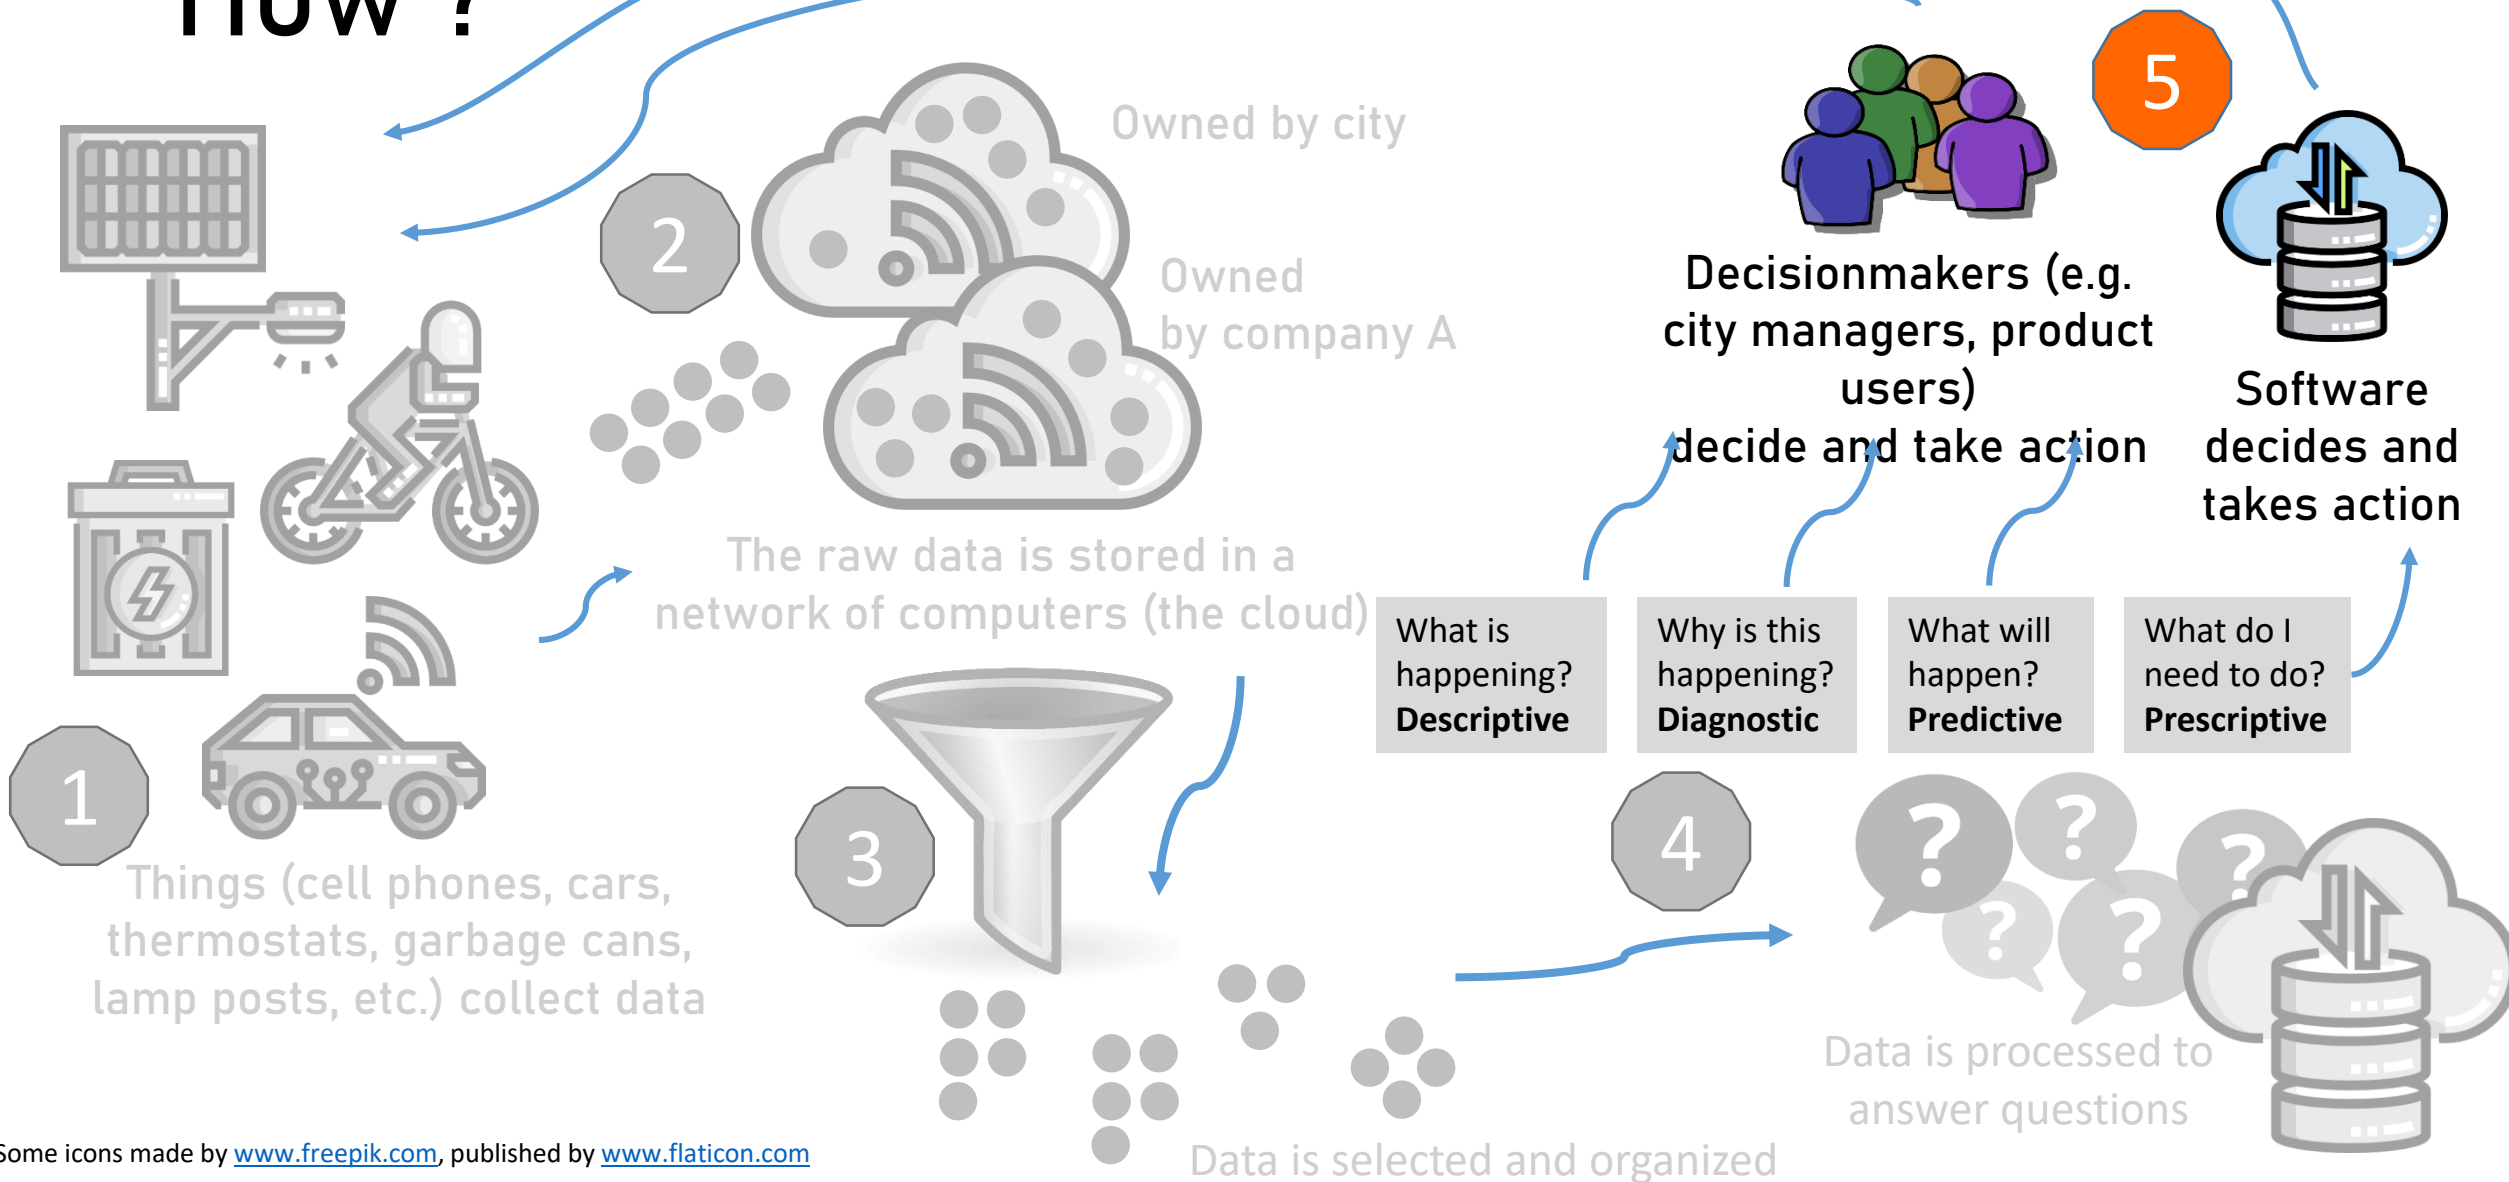 How ?
5
Owned by city
2
Owned
by company A
Decisionmakers (e.g.
city managers, product
users)
decide and take action
Software
decides and
takes action
The raw data is stored in a
network of computers (the cloud)
What is
happening?
Descriptive
Why is this
happening?
Diagnostic
What will
happen?
Predictive
What do I
need to do?
Prescriptive
1
Things (cell phones, cars,
thermostats, garbage cans,
lamp posts, etc.) collect data
3
4
? ? ? ? ?
Data is processed to
answer questions
Data is selected and organized
Some icons made by www.freepik.com, published by www.flaticon.com